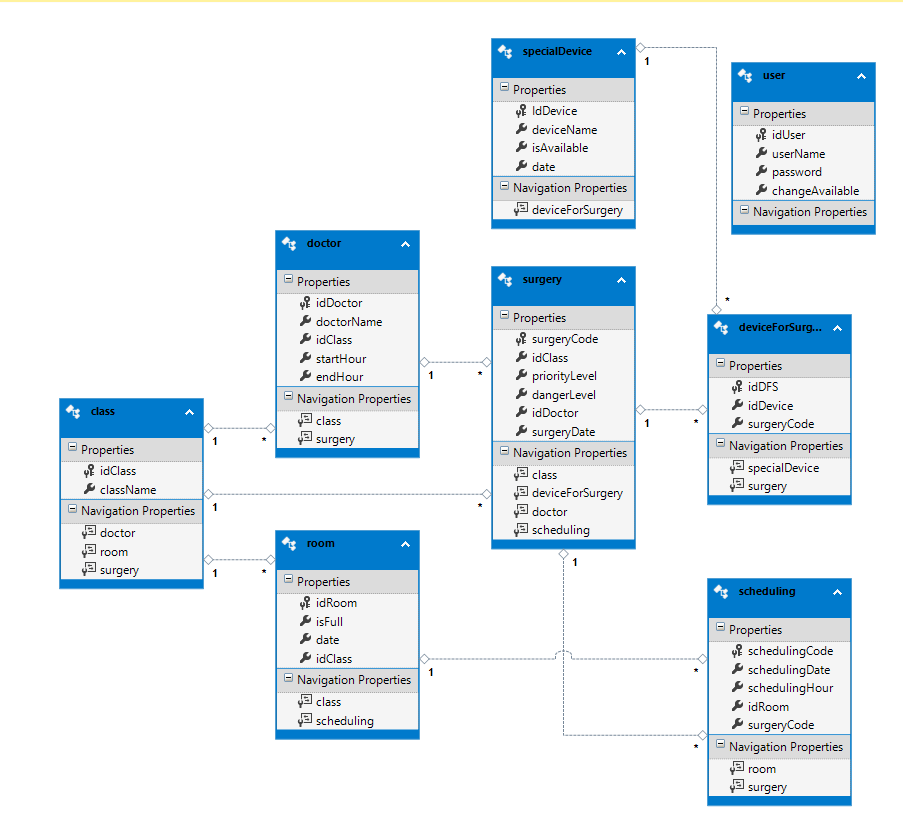 specialDevice
Properties
IdDevice
deviceName
isAvailable
date
Navigation Properties
deviceForSurgery
1
*
user
Properties
idUser
userName
password
changeAvailable
Navigation Properties
doctor
Properties
idDoctor
doctorName
idClass
startHour
endHour
Navigation Properties
class
surgery
1
*
surgery
Properties
surgeryCode
idClass
priorityLevel
dangerLevel
idDoctor
surgeryDate
Navigation Properties
class
deviceForSurgery
doctor
scheduling
1
*
deviceForSurg...
Properties
idDFS
idDevice
surgeryCode
Navigation Properties
specialDevice
surgery
class
Properties
idClass
className
Navigation Properties
doctor
room
surgery
1
*
1
*
1
*
room
Properties
idRoom
isFull
date
idClass
Navigation Properties
class
scheduling
1
*
1
*
scheduling
Properties
schedulingCode
schedulingDate
schedulingHour
idRoom
surgeryCode
Navigation Properties
room
surgery